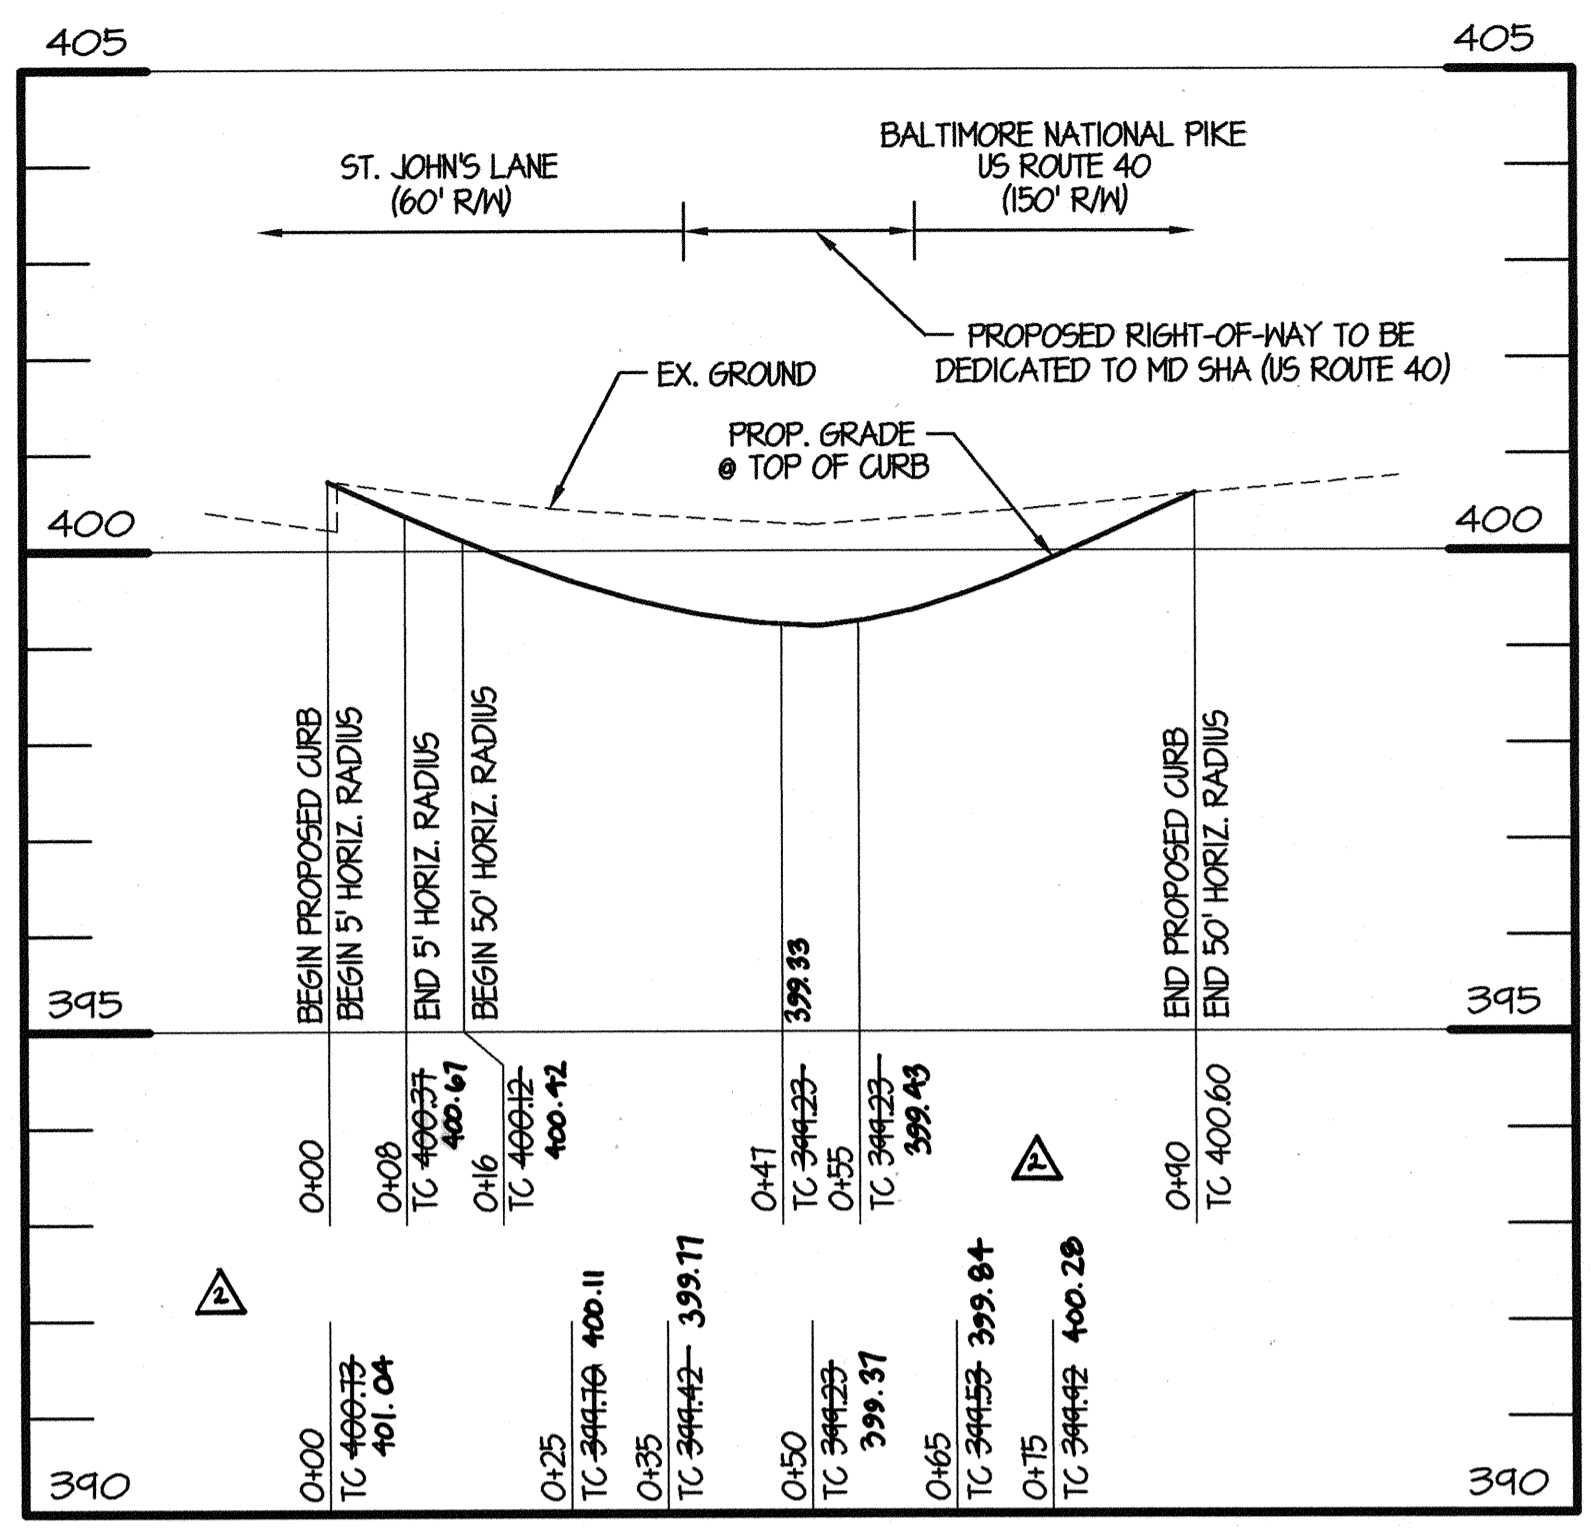 405
405
BALTIMORE NATIONAL PIKE
US ROUTE 40
(150' R/W)
ST. JOHN'S LANE
(60' R/W)
PROPOSED RIGHT-OF-WAY TO BE
DEDICATED TO MD SHA (US ROUTE 40)
EX. GROUND
PROP. GRADE
@ TOP OF CURB
400
400
BEGIN PROPOSED CURB
BEGIN 5' HORIZ. RADIUS
END 5' HORIZ. RADIUS
BEGIN 50' HORIZ. RADIUS
399.33
END PROPOSED CURB
END 50' HORIZ. RADIUS
395
395
0+00
0+08
TC 400.37
400.67
0+16
TC 400.12
400.42
0+47
TC 399.23
0+55
TC 399.23
399.43
2
0+90
TC 400.60
2
0+00
TC 400.73
401.04
0+25
TC 399.70 400.11
0+35
TC 399.42 399.77
0+50
TC 399.23
399.37
0+65
TC 399.53 399.84
0+75
TC 399.92 400.28
390
390